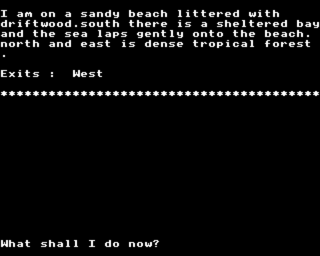 I am on a sandy beach littered with
driftwood.south there is a sheltered bay
and the sea laps gently onto the beach.
north and east is dense tropical forest
.
Exits :  West
****************************************
What shall I do now?